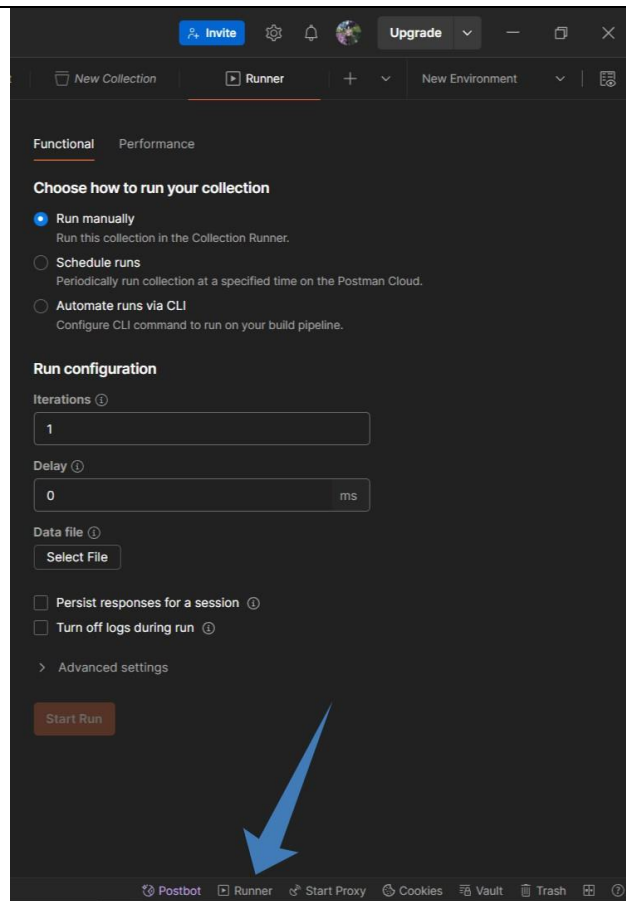 Invite Upgrade
New Collection Runner New Environment
Functional Performance
Choose how to run your collection
Run manually
Run this collection in the Collection Runner.
Schedule runs
Periodically run collection at a specified time on the Postman Cloud.
Automate runs via CLI
Configure CLI command to run on your build pipeline.
Run configuration
Iterations
1
Delay
0 ms
Data file
Select File
Persist responses for a session
Turn off logs during run
Advanced settings
Start Run
Postbot Runner Start Proxy Cookies Vault Trash